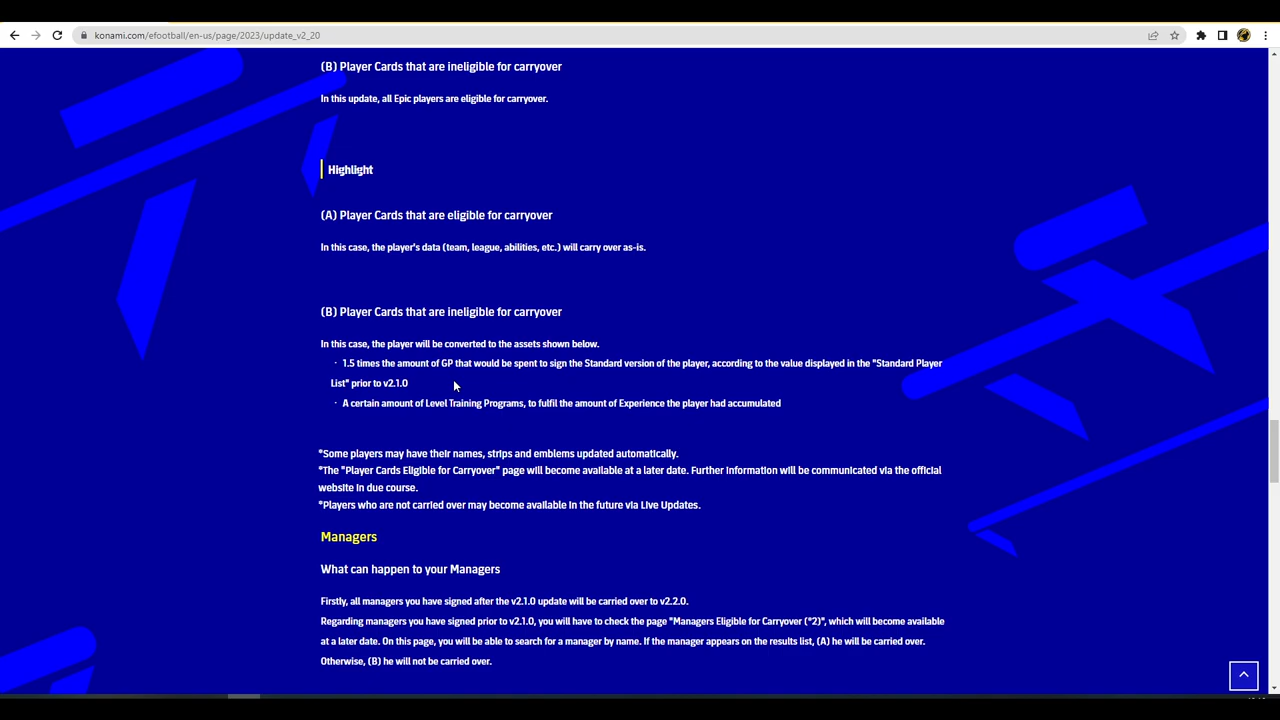 konami.com/efootball/en-us/page/2023/update_v2_20
(B) Player Cards that are ineligible for carryover
In this update, all Epic players are eligible for carryover.
Highlight
(A) Player Cards that are eligible for carryover
In this case, the player's data (team, league, abilities, etc.) will carry over as-is.
(B) Player Cards that are ineligible for carryover
In this case, the player will be converted to the assets shown below.
・ 1.5 times the amount of GP that would be spent to sign the Standard version of the player, according to the value displayed in the "Standard Player
List" prior to v2.1.0
・ A certain amount of Level Training Programs, to fulfil the amount of Experience the player had accumulated
*Some players may have their names, strips and emblems updated automatically.
*The "Player Cards Eligible for Carryover" page will become available at a later date. Further information will be communicated via the official
website in due course.
*Players who are not carried over may become available in the future via Live Updates.
Managers
What can happen to your Managers
Firstly, all managers you have signed after the v2.1.0 update will be carried over to v2.2.0.
Regarding managers you have signed prior to v2.1.0, you will have to check the page "Managers Eligible for Carryover (*2)", which will become available
at a later date. On this page, you will be able to search for a manager by name. If the manager appears on the results list, (A) he will be carried over.
Otherwise, (B) he will not be carried over.